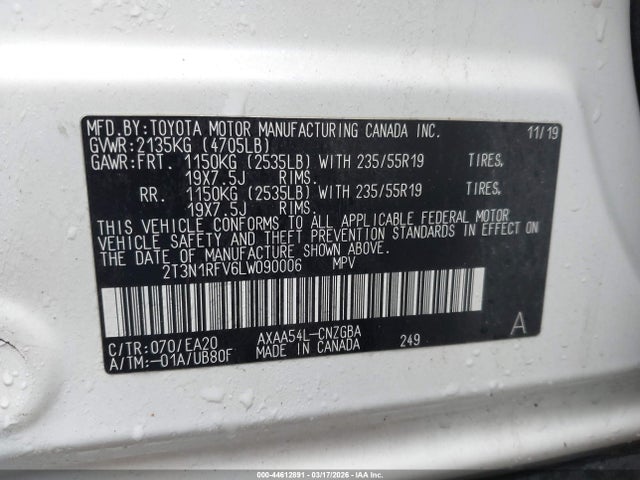 MFD.BY:TOYOTA MOTOR MANUFACTURING CANADA INC. 11/19
GVWR:2135KG (4705LB)
GAWR:FRT. 1150KG (2535LB) WITH 235/55R19 TIRES.
19X7.5J RIMS.
RR. 1150KG (2535LB) WITH 235/55R19 TIRES.
19X7.5J RIMS.
THIS VEHICLE CONFORMS TO ALL APPLICABLE FEDERAL MOTOR
VEHICLE SAFETY AND THEFT PREVENTION STANDARDS IN EFFECT
ON THE DATE OF MANUFACTURE SHOWN ABOVE.
2T3N1RFV6LW090006 MPV
C/TR:070/EA20 AXAA54L-CNZGBA 249 A
A/TM:-01A/UB80F MADE IN CANADA
000-44612891 - 03/17/2026 - IAA Corp.